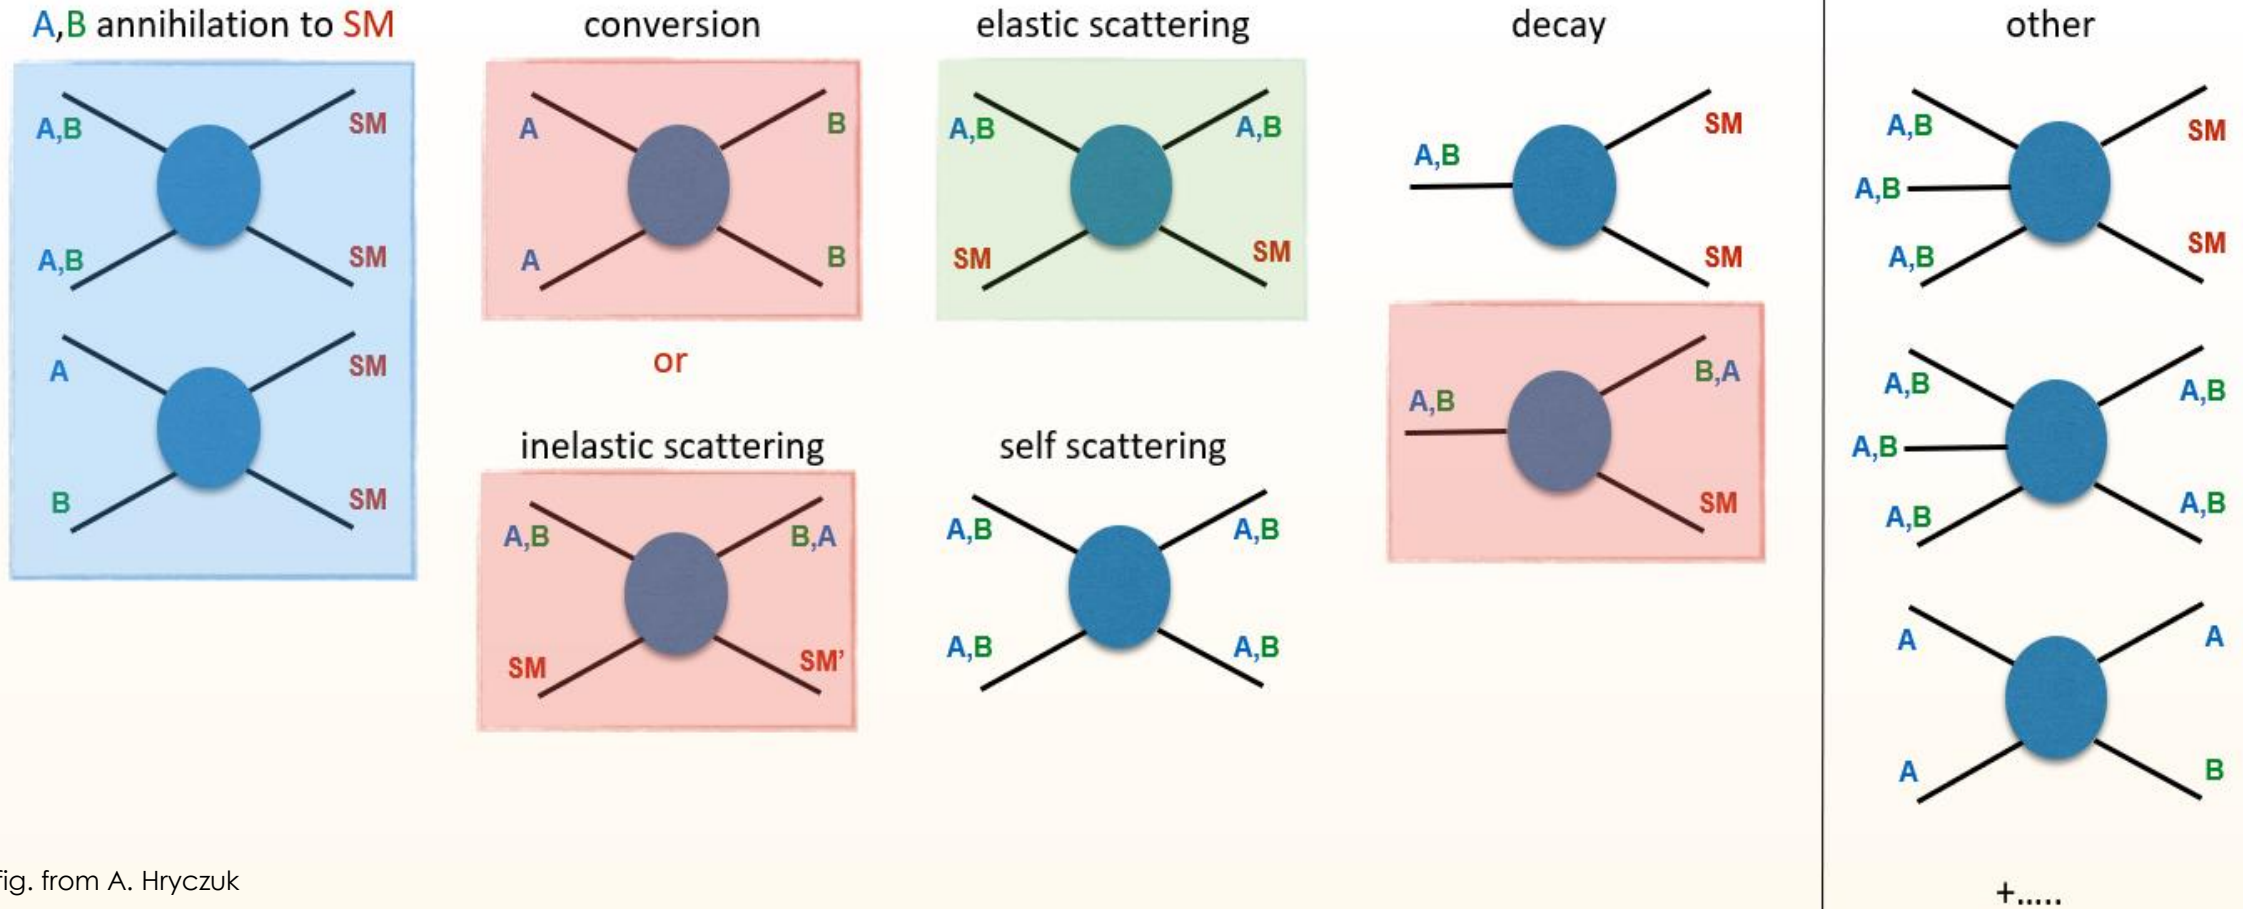 A,B annihilation to SM
A,B
SM
A,B
SM
A
SM
B
SM
conversion
A
B
A
B
or
inelastic scattering
A,B
B,A
SM
SM'
elastic scattering
A,B
A,B
SM
SM
self scattering
A,B
A,B
A,B
A,B
decay
A,B
SM
SM
A,B
B,A
SM
other
A,B
SM
A,B
A,B
SM
A,B
A,B
A,B
A,B
A,B
A
A
A
B
+.....
fig. from A. Hryczuk